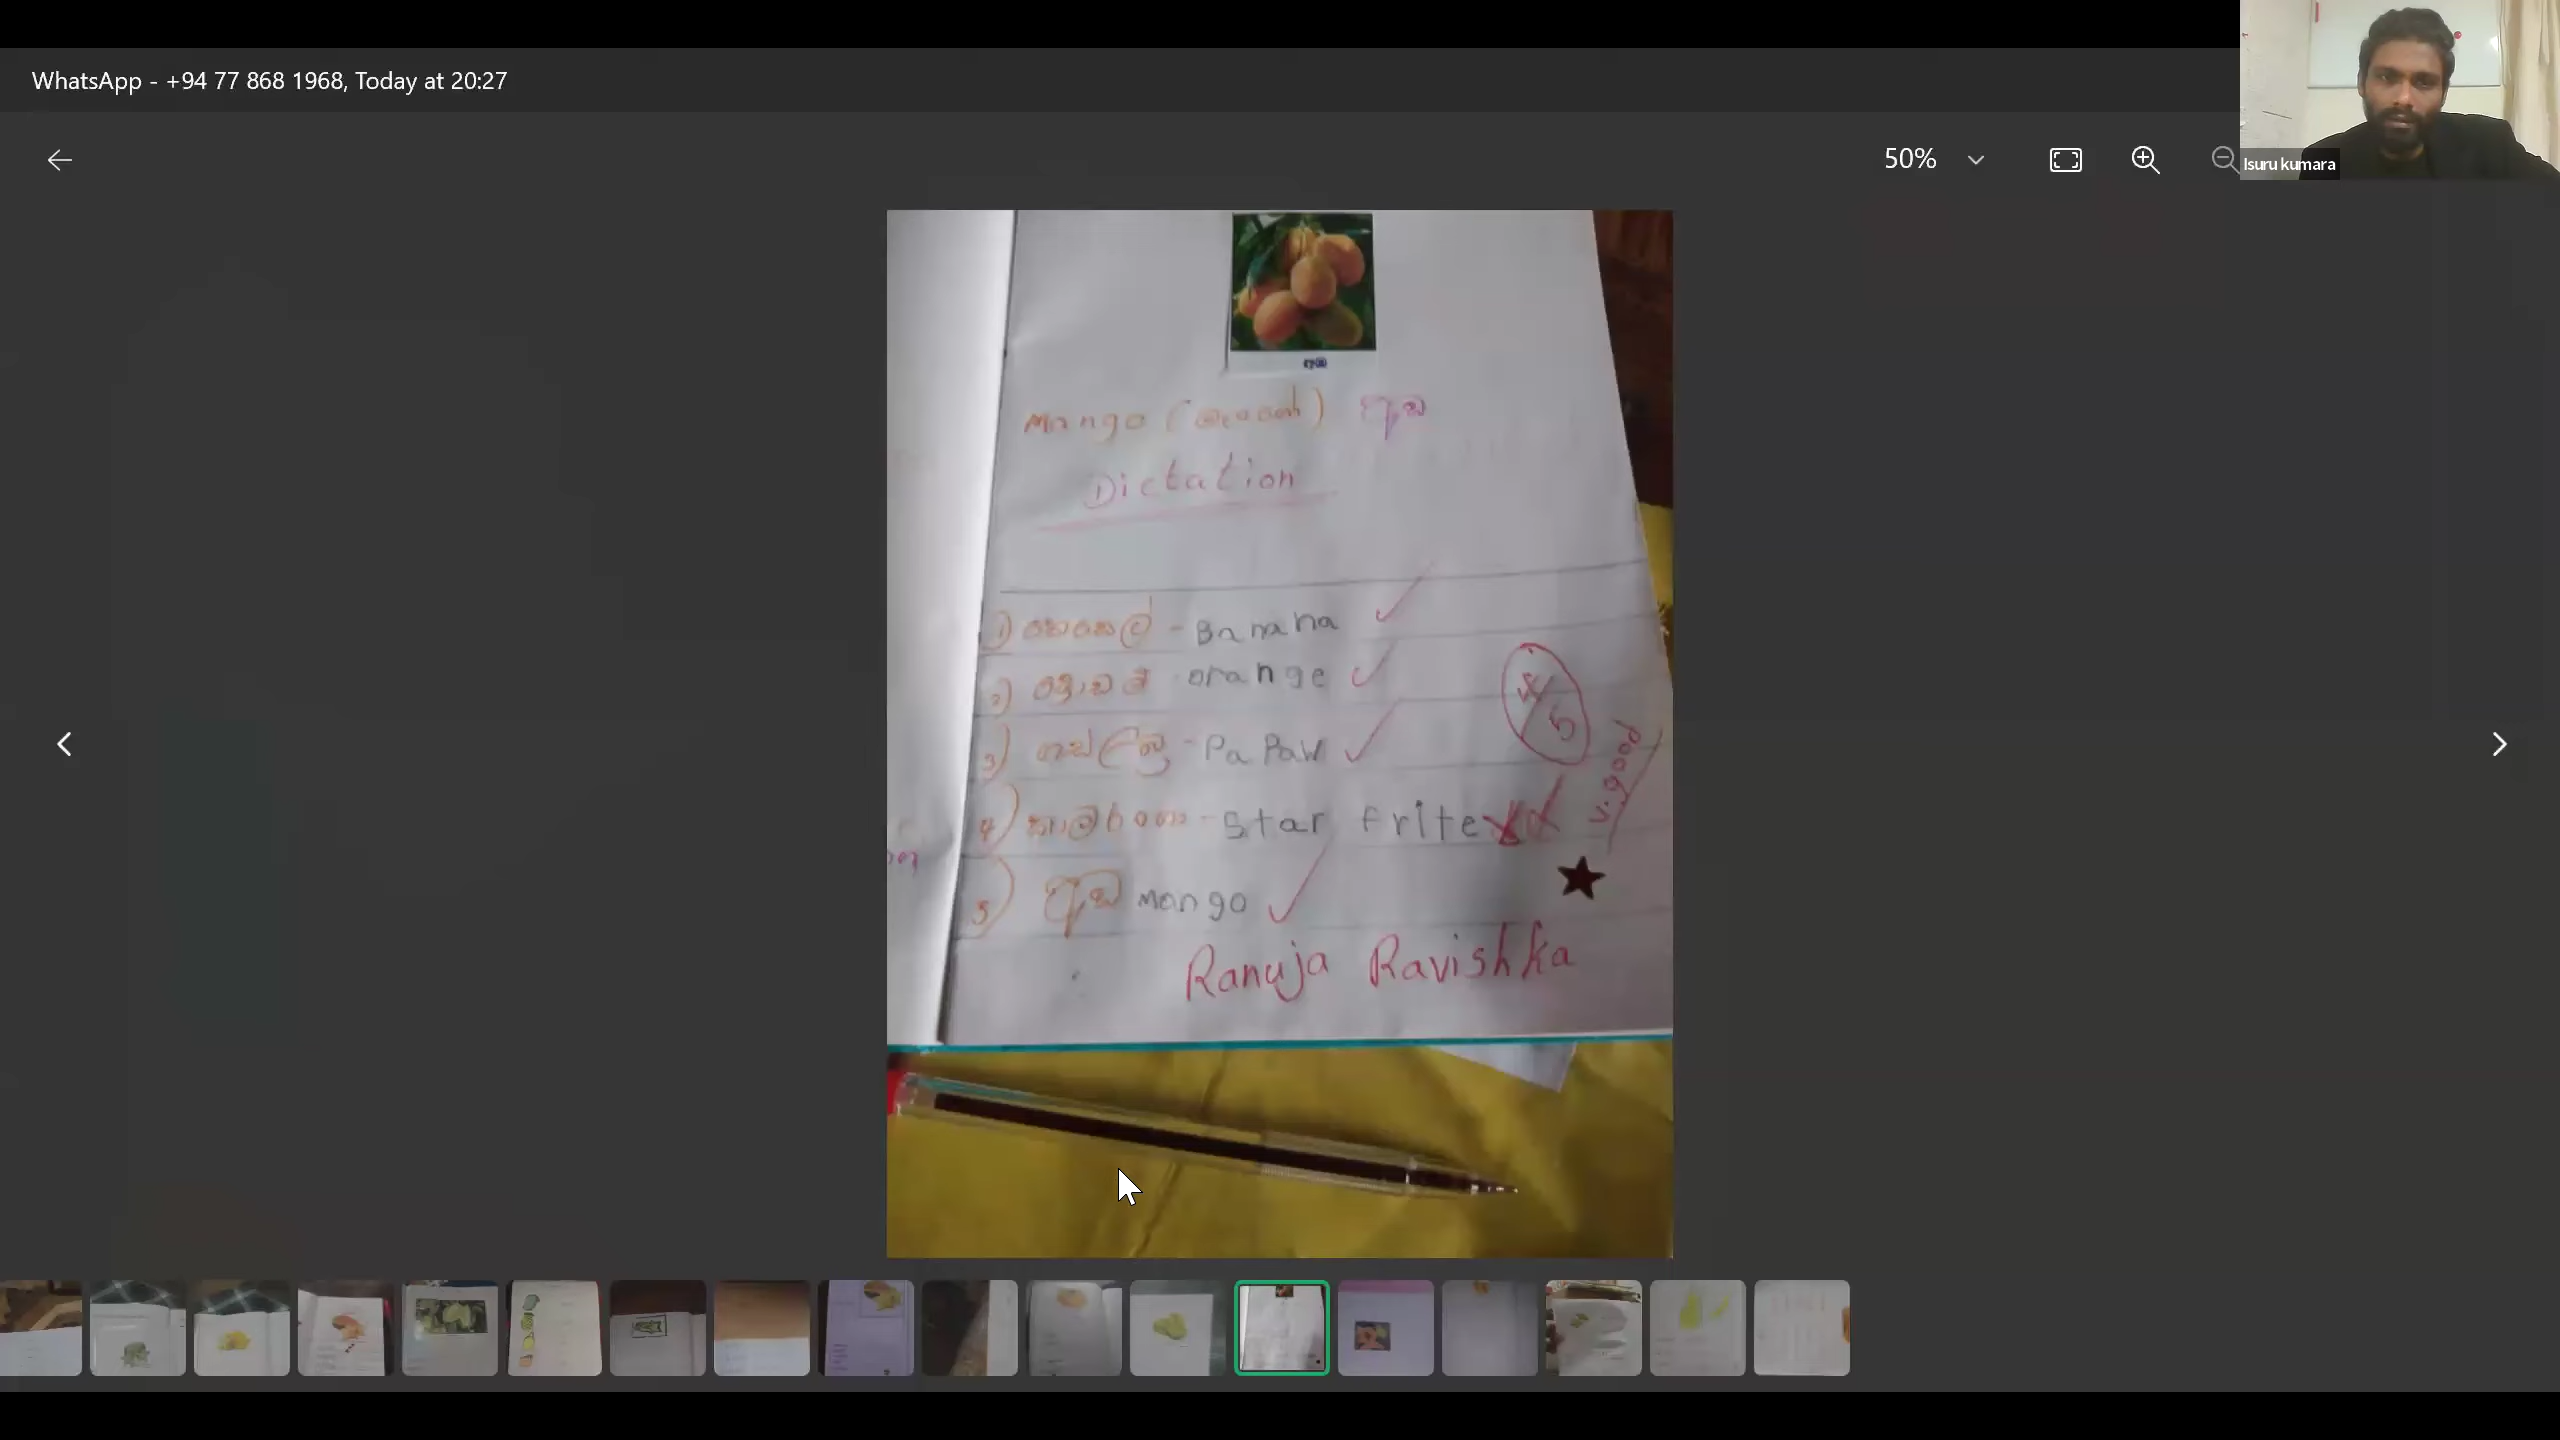 WhatsApp - +94 77 868 1968, Today at 20:27
50%
Isuru kumara
අඹ
Mango (මැංගෝ) අඹ
Dictation
1) කෙසෙල් - Banana
2) දොඩම් orange
3) පැපොල් - PaPaw
4) කාමරංගා - Star frite
5) අඹ mango
4/5
v.good
Ranuja Ravishka